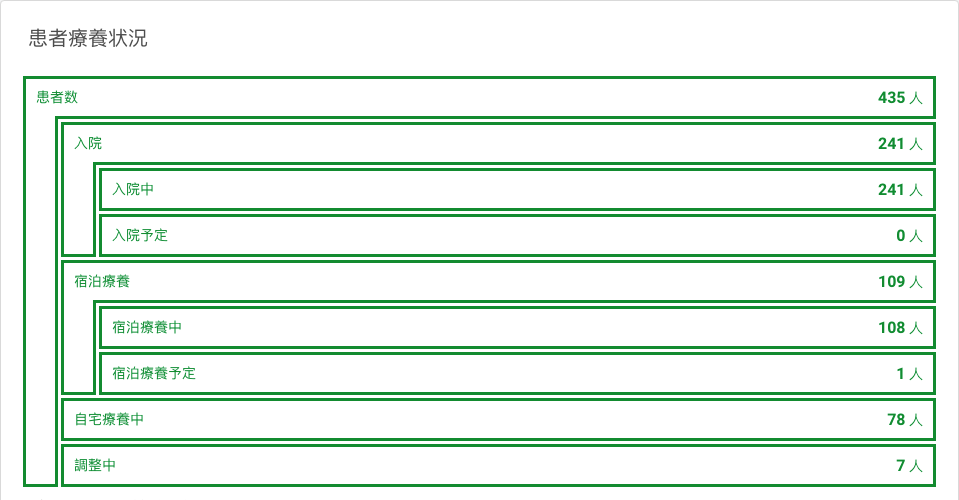 患者療養状況
患者数 435 人
入院 241 人
入院中 241 人
入院予定 0 人
宿泊療養 109 人
宿泊療養中 108 人
宿泊療養予定 1 人
自宅療養中 78 人
調整中 7 人